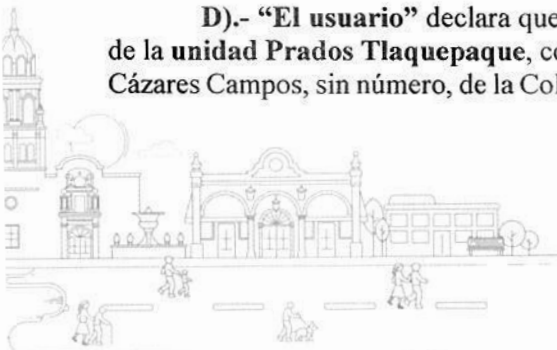 D).- “El usuario” declara que
de la unidad Prados Tlaquepaque, co
Cázares Campos, sin número, de la Col